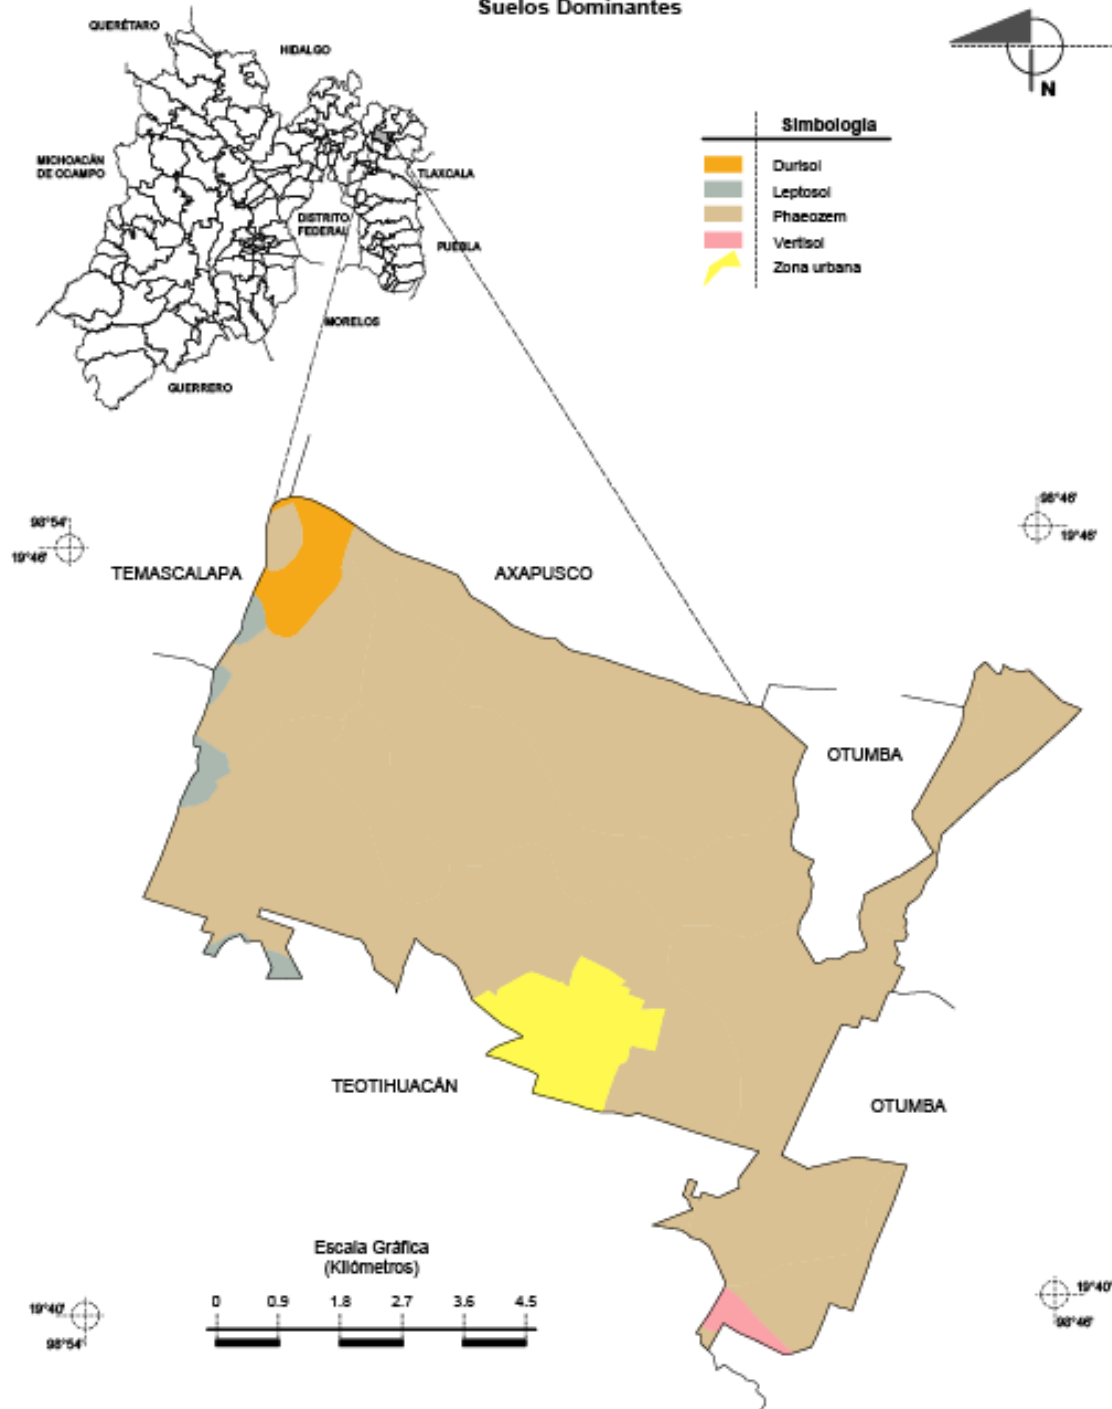 Suelos Dominantes
QUERÉTARO
HIDALGO
MICHOACÁN
DE OCAMPO
TLAXCALA
DISTRITO
FEDERAL
PUEBLA
MORELOS
GUERRERO
N
Simbología
Durisol
Leptosol
Phaeozem
Vertisol
Zona urbana
98°54'
19°46'
98°46'
19°46'
TEMASCALAPA
AXAPUSCO
OTUMBA
TEOTIHUACÁN
OTUMBA
Escala Gráfica
(Kilómetros)
0 0.9 1.8 2.7 3.6 4.5
19°40'
98°54'
19°40'
98°46'